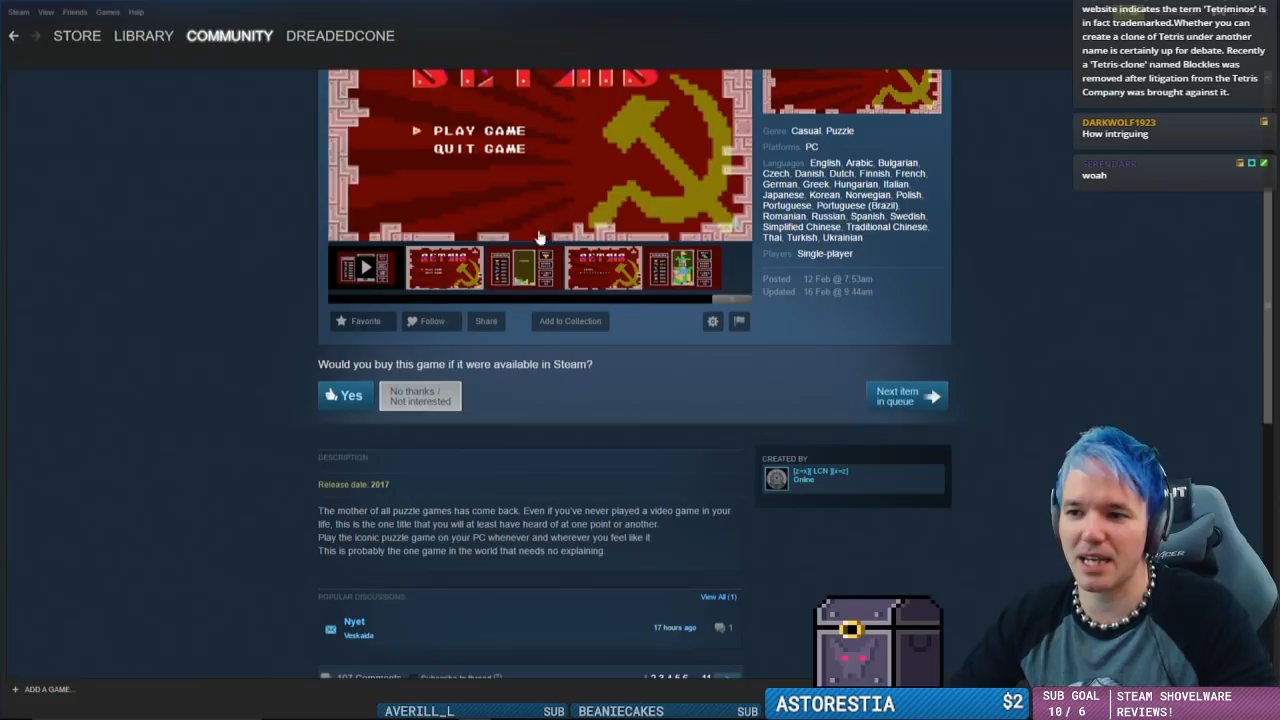 Steam View Friends Games Help
STORE LIBRARY COMMUNITY DREADEDCONE
PLAY GAME
QUIT GAME
Genre: Casual, Puzzle
Platforms: PC
Languages: English, Arabic, Bulgarian,
Czech, Danish, Dutch, Finnish, French,
German, Greek, Hungarian, Italian,
Japanese, Korean, Norwegian, Polish,
Portuguese, Portuguese (Brazil),
Romanian, Russian, Spanish, Swedish,
Simplified Chinese, Traditional Chinese,
Thai, Turkish, Ukrainian
Players: Single-player
Posted 12 Feb @ 7:53am
Updated 16 Feb @ 9:44am
Favorite Follow Share Add to Collection
Would you buy this game if it were available in Steam?
Yes
No thanks /
Not interested
Next item
in queue
DESCRIPTION
Release date: 2017
The mother of all puzzle games has come back. Even if you've never played a video game in your
life, this is the one title that you will at least have heard of at one point or another.
Play the iconic puzzle game on your PC whenever and wherever you feel like it
This is probably the one game in the world that needs no explaining.
CREATED BY
[z=x][ LCN ][x=z]
Online
POPULAR DISCUSSIONS View All (1)
Nyet
Veskaida
17 hours ago 1
ADD A GAME...
website indicates the term 'Tetriminos' is
in fact trademarked.Whether you can
create a clone of Tetris under another
name is certainly up for debate. Recently
a 'Tetris-clone' named Blockles was
removed after litigation from the Tetris
Company was brought against it.
DARKWOLF1923
How intriguing
woah
AVERILL_L SUB BEANIECAKES SUB
ASTORESTIA $2
SUB GOAL
10 / 6
STEAM SHOVELWARE
REVIEWS!